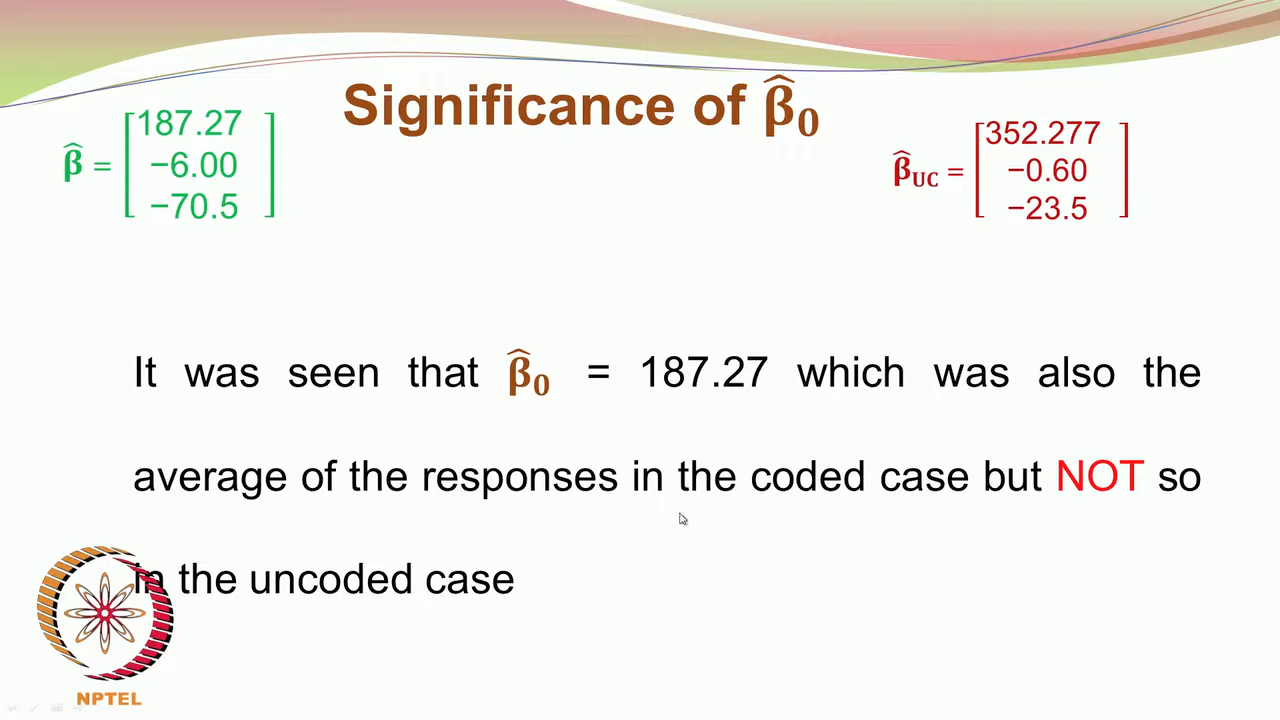 Significance of β̂₀
β̂ = [187.27
−6.00
−70.5]
β̂UC = [352.277
−0.60
−23.5]
It was seen that β̂₀ = 187.27 which was also the
average of the responses in the coded case but NOT so
in the uncoded case
NPTEL